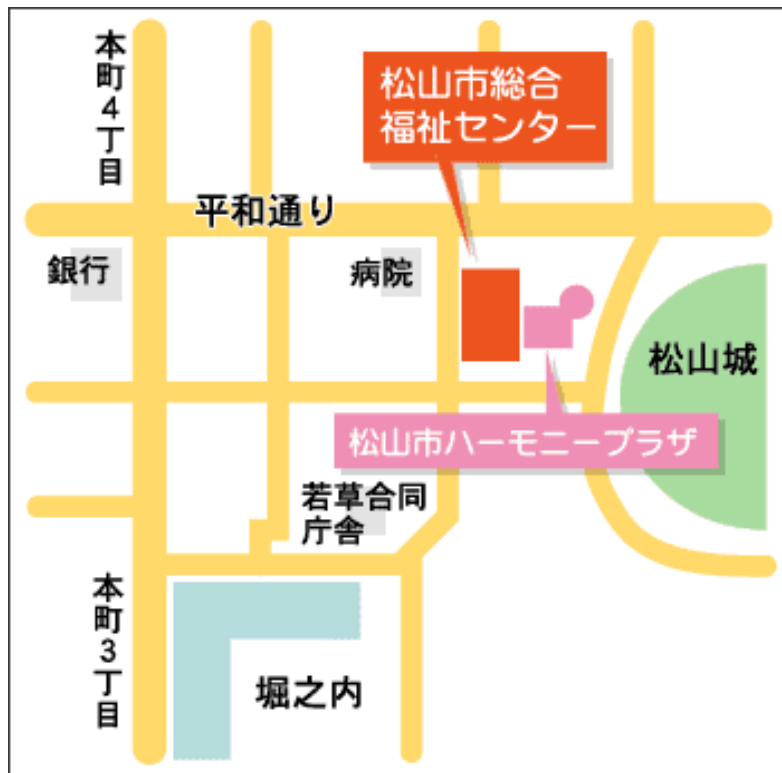 本町4丁目
松山市総合
福祉センター
平和通り
銀行
病院
松山城
松山市ハーモニープラザ
若草合同
庁舎
本町3丁目
堀之内